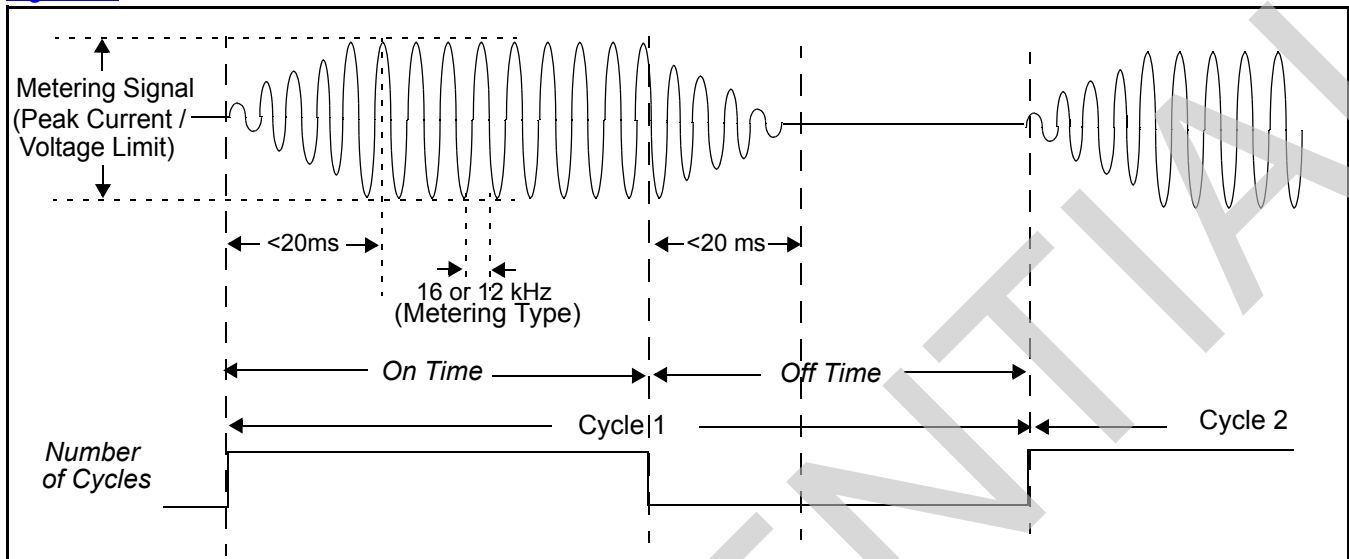 Metering Signal
(Peak Current /
Voltage Limit)
<20ms
<20 ms
16 or 12 kHz
(Metering Type)
On Time
Off Time
Cycle 1
Cycle 2
Number
of Cycles
NTIAL